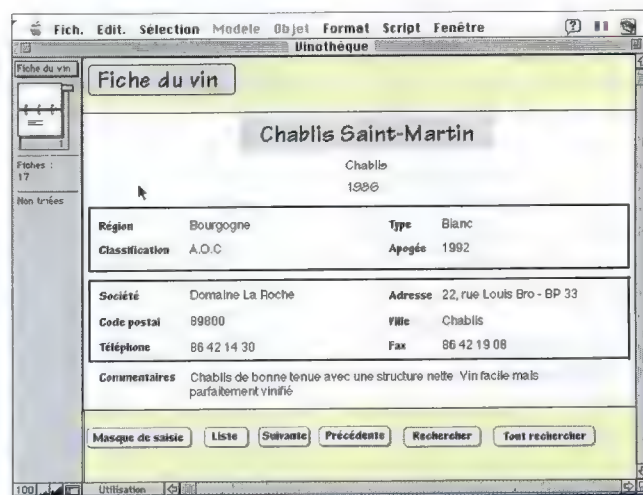 Fich. Edit. Sélection Modele Objet Format Script Fenêtre
Vinothèque
Fiche du vin
1
Fiches :
17
Non triées
Fiche du vin
Chablis Saint-Martin
Chablis
1986
Région Bourgogne Type Blanc
Classification A.O.C Apogée 1992
Société Domaine La Roche Adresse 22, rue Louis Bro - BP 33
Code postal 89800 Ville Chablis
Téléphone 86 42 14 30 Fax 86 42 19 08
Commentaires Chablis de bonne tenue avec une structure nette Vin facile mais
parfaitement vinifié
Masque de saisie Liste Suivante Précédente Rechercher Tout rechercher
100 Utilisation